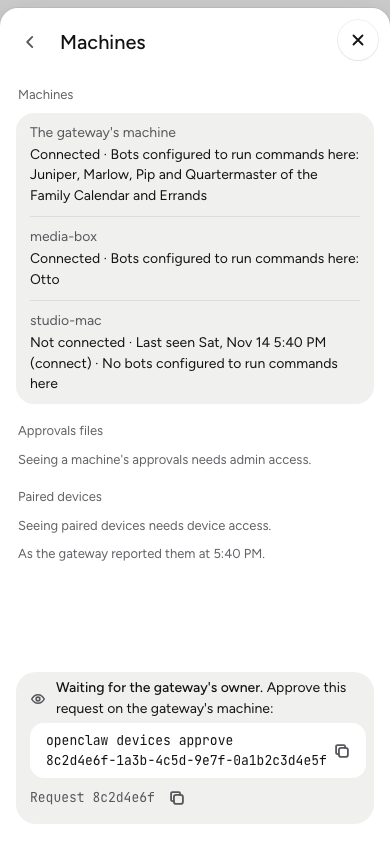 Machines
Machines
The gateway's machine
Connected · Bots configured to run commands here:
Juniper, Marlow, Pip and Quartermaster of the
Family Calendar and Errands
media-box
Connected · Bots configured to run commands here:
Otto
studio-mac
Not connected · Last seen Sat, Nov 14 5:40 PM
(connect) · No bots configured to run commands
here
Approvals files
Seeing a machine's approvals needs admin access.
Paired devices
Seeing paired devices needs device access.
As the gateway reported them at 5:40 PM.
Waiting for the gateway's owner. Approve this
request on the gateway's machine:
openclaw devices approve
8c2d4e6f-1a3b-4c5d-9e7f-0a1b2c3d4e5f
Request 8c2d4e6f